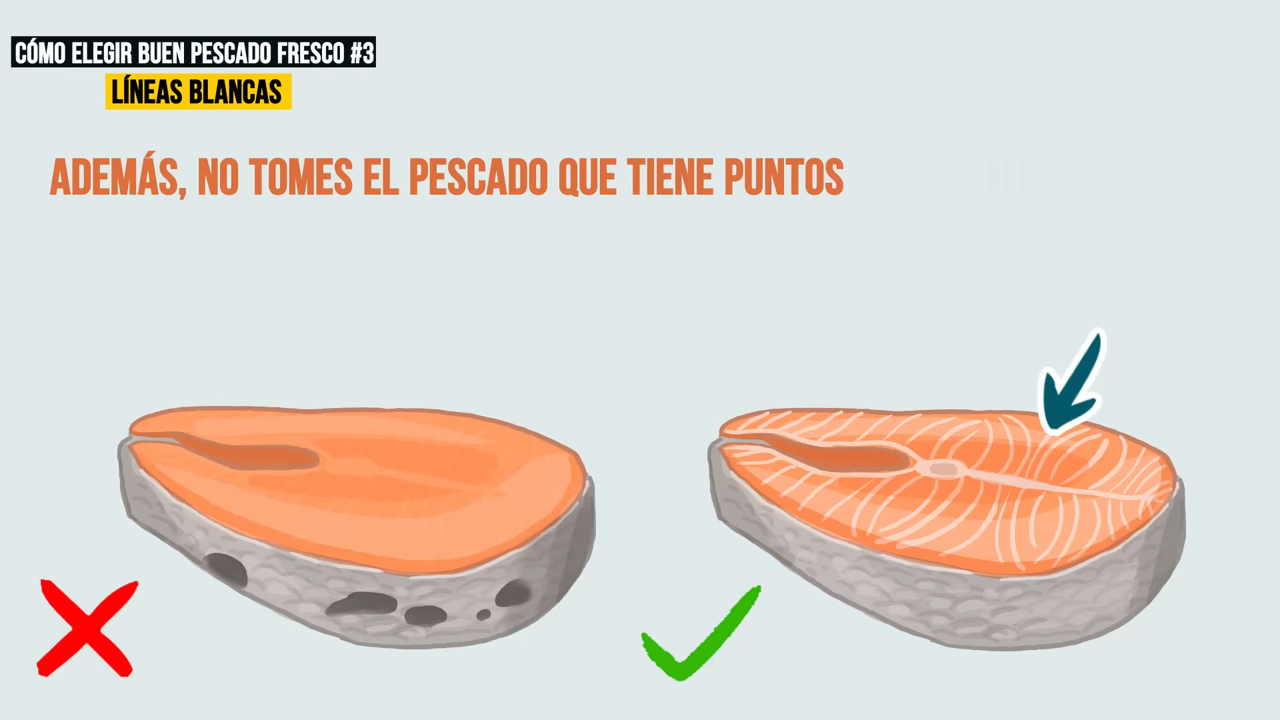 CÓMO ELEGIR BUEN PESCADO FRESCO #3
LÍNEAS BLANCAS
ADEMÁS, NO TOMES EL PESCADO QUE TIENE PUNTOS